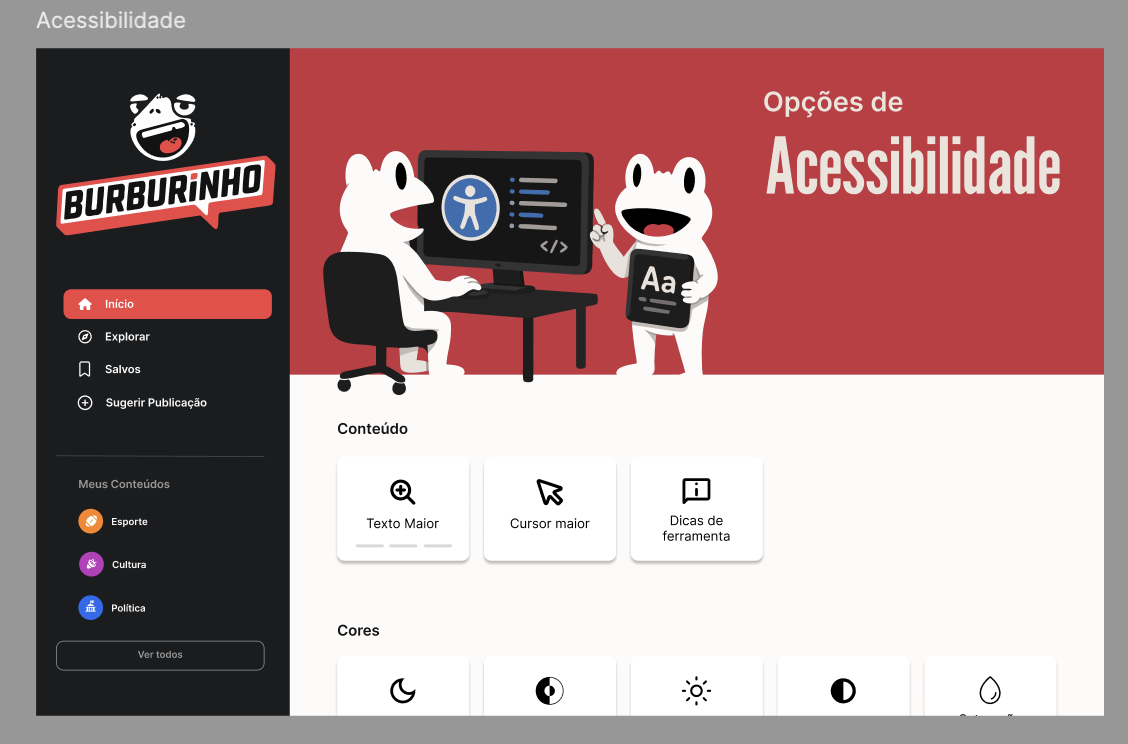 Acessibilidade
BURBURiNHO
Início
Explorar
Salvos
Sugerir Publicação
Meus Conteúdos
Esporte
Cultura
Política
Ver todos
Opções de
Acessibilidade
</>
Aa
Conteúdo
Texto Maior
Cursor maior
Dicas de
ferramenta
Cores